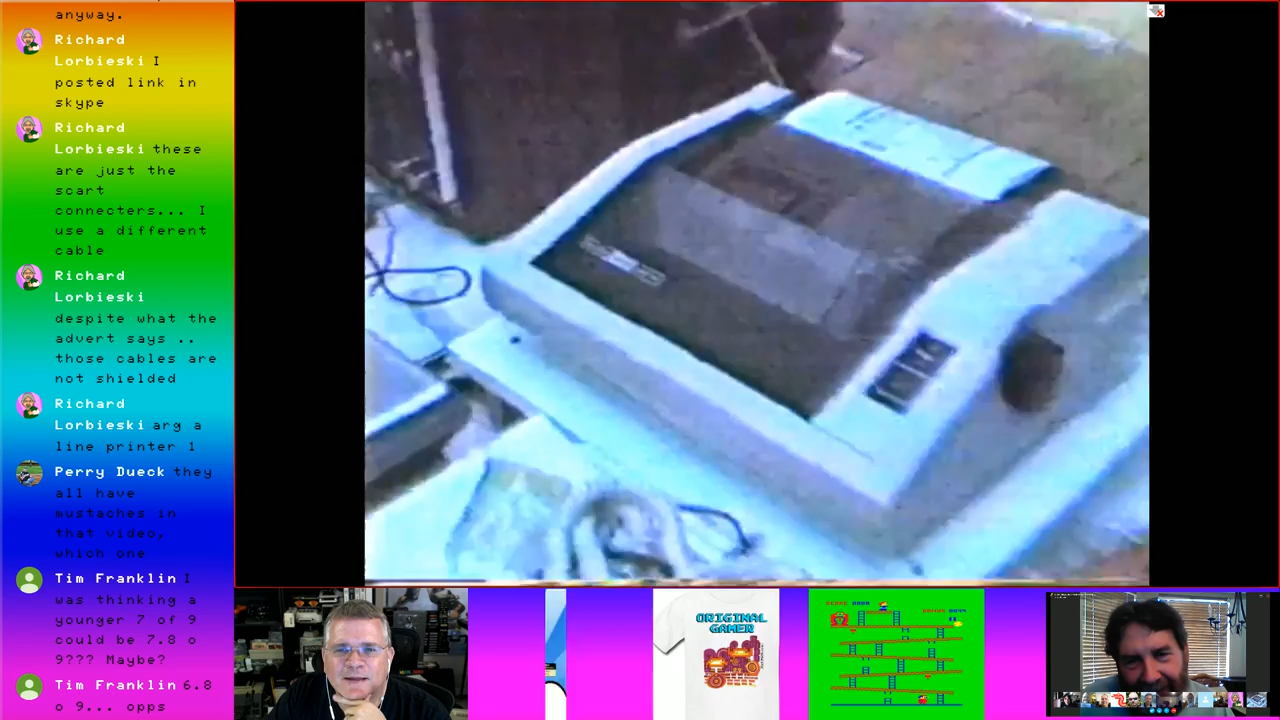 anyway.
Richard
Lorbieski I
posted link in
skype
Richard
Lorbieski these
are just the
scart
connecters... I
use a different
cable
Richard
Lorbieski
despite what the
advert says ..
those cables are
not shielded
Richard
Lorbieski arg a
line printer 1
Perry Dueck they
all have
mustaches in
that video,
which one
Tim Franklin I
was thinking a
younger 7 of 9
could be 7.8 o
9??? Maybe?
Tim Franklin 6.8
o 9... opps
ORIGINAL
GAMER